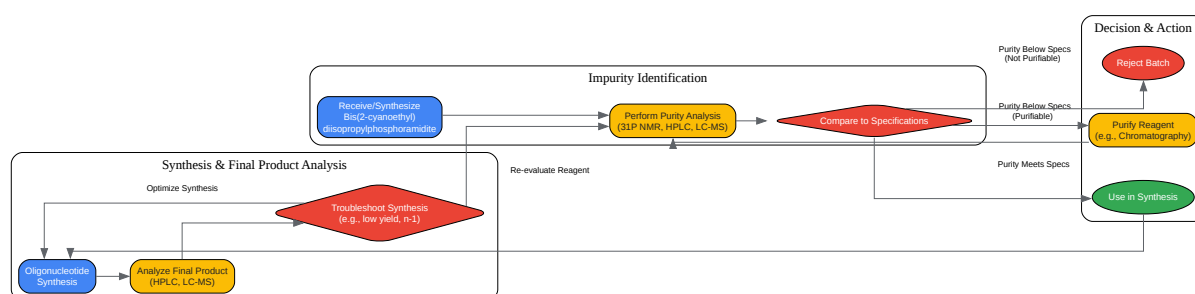 Decision & Action
Purity Below Specs
(Not Purifiable)
Reject Batch
Impurity Identification
Receive/Synthesize
Bis(2-cyanoethyl)
diisopropylphosphoramidite
Perform Purity Analysis
(31P NMR, HPLC, LC-MS)
Compare to Specifications
Purity Below Specs
(Purifiable)
Purify Reagent
(e.g., Chromatography)
Synthesis & Final Product Analysis
Re-evaluate Reagent
Purity Meets Specs
Optimize Synthesis
Troubleshoot Synthesis
(e.g., low yield, n-1)
Use in Synthesis
Oligonucleotide
Synthesis
Analyze Final Product
(HPLC, LC-MS)